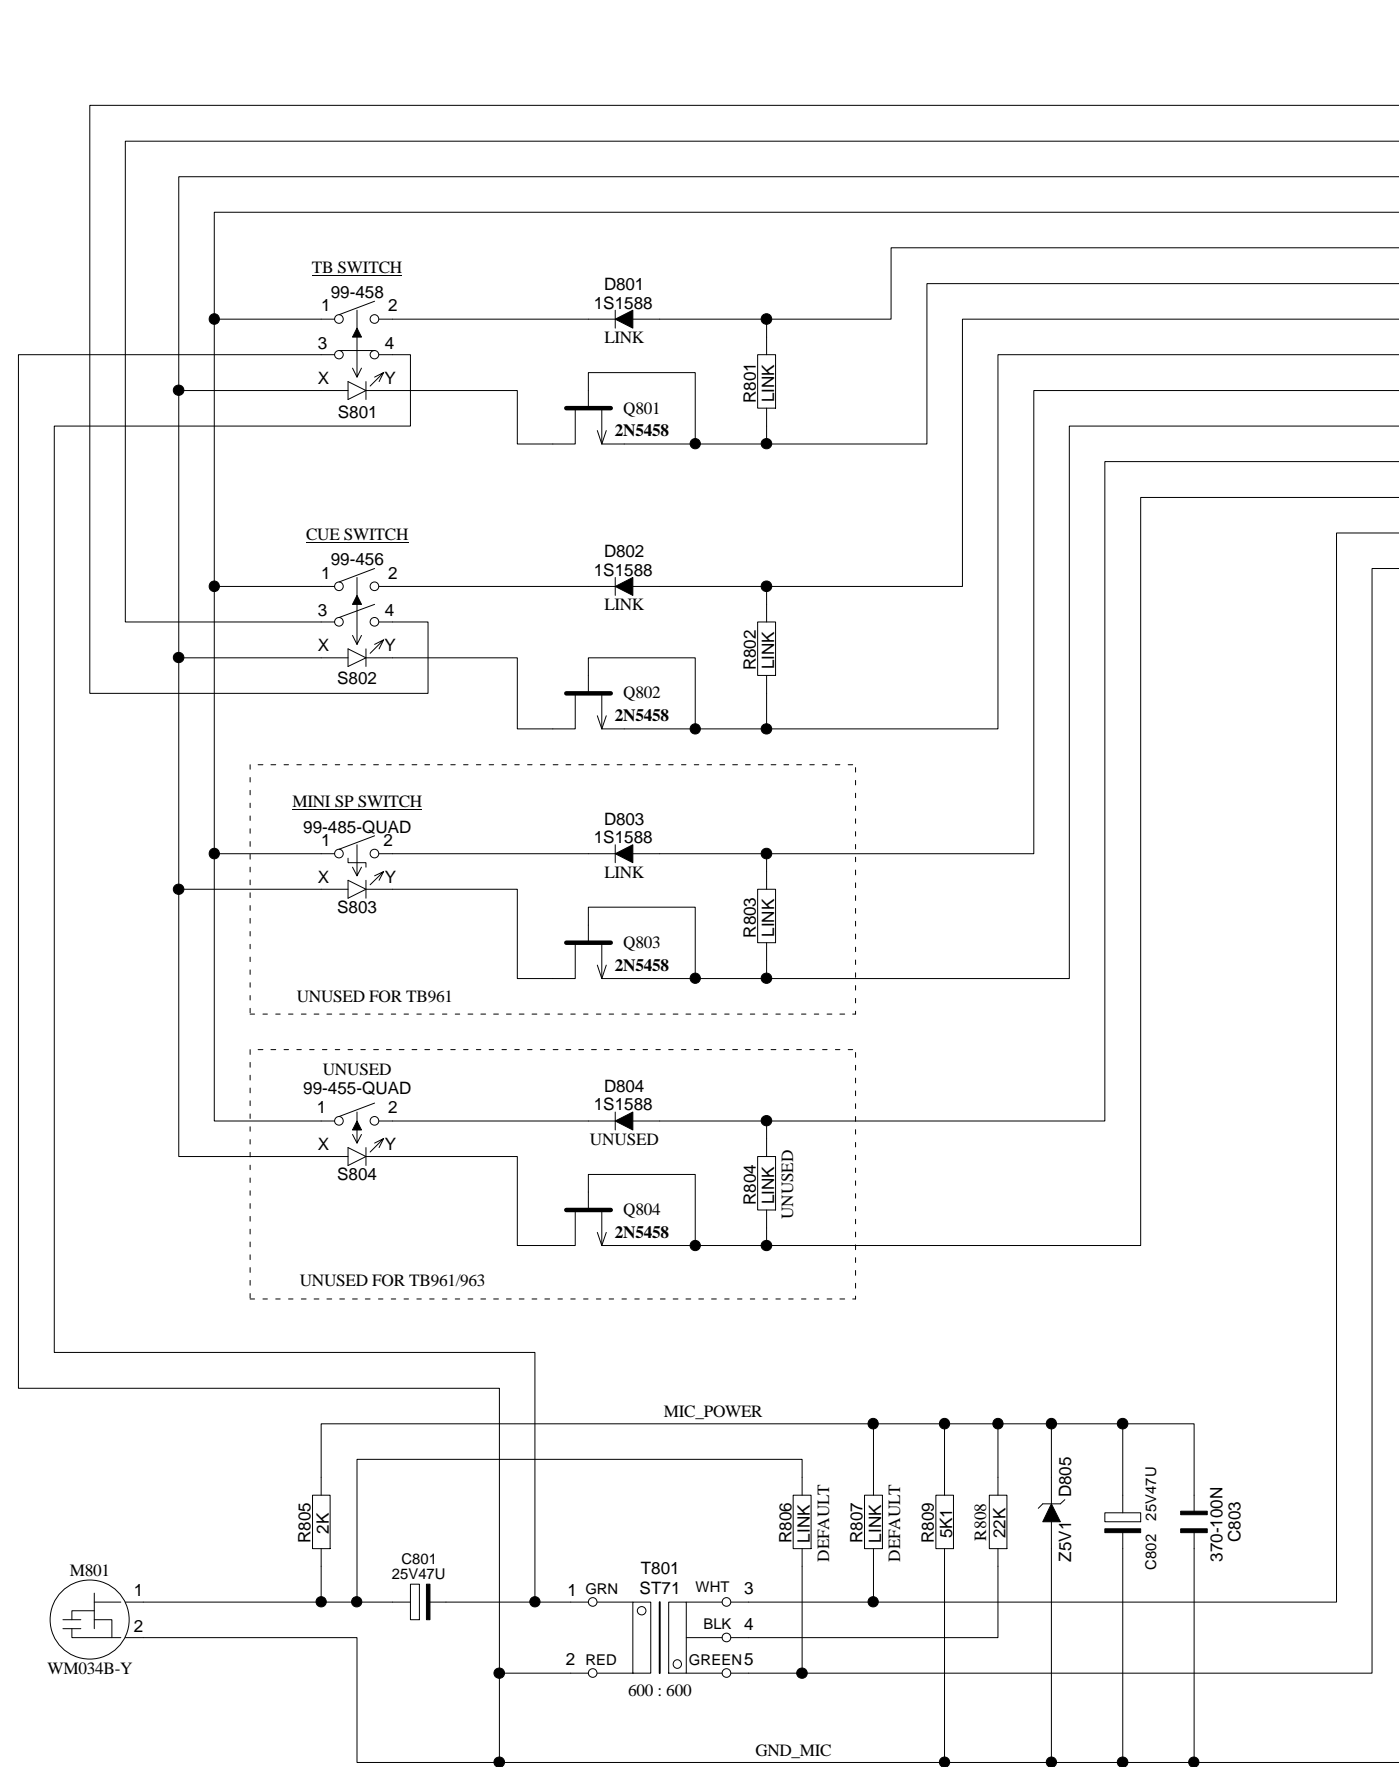 TB SWITCH
99-458
1 2
3 4
X Y
S801
D801
1S1588
LINK
R801
LINK
Q801
2N5458
CUE SWITCH
99-456
1 2
3 4
X Y
S802
D802
1S1588
LINK
R802
LINK
Q802
2N5458
MINI SP SWITCH
99-485-QUAD
1 2
X Y
S803
D803
1S1588
LINK
R803
LINK
Q803
2N5458
UNUSED FOR TB961
UNUSED
99-455-QUAD
1 2
X Y
S804
D804
1S1588
UNUSED
R804
LINK
UNUSED
Q804
2N5458
UNUSED FOR TB961/963
MIC_POWER
R805
2K
R806
LINK
DEFAULT
R807
LINK
DEFAULT
R809
5K1
R808
22K
Z5V1 D805
C802 25V47U
370-100N
C803
M801
1
2
WM034B-Y
C801
25V47U
T801
ST71
1 GRN
2 RED
WHT 3
BLK 4
GREEN 5
600 : 600
GND_MIC